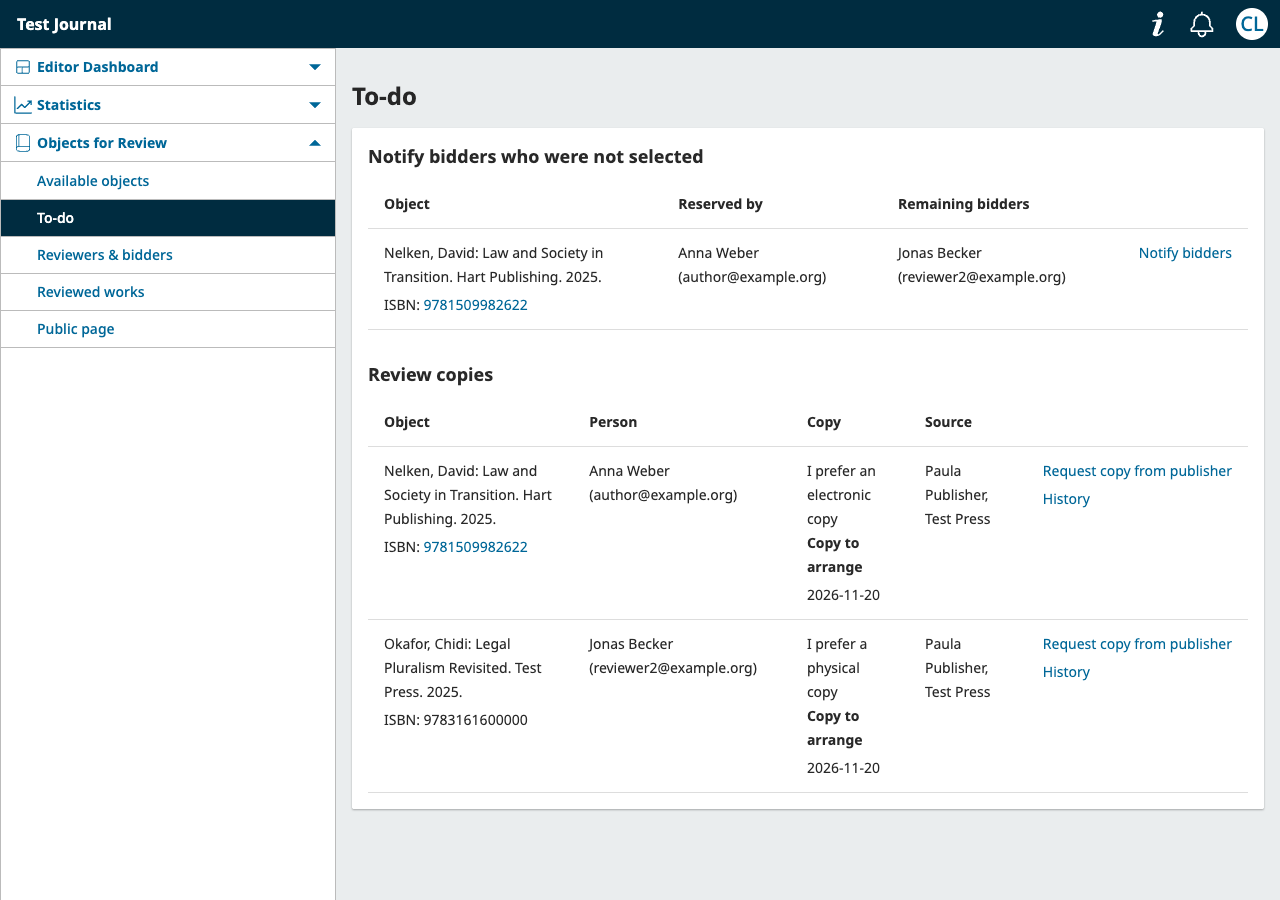 Test Journal
i
CL
Editor Dashboard
Statistics
Objects for Review
Available objects
To-do
Reviewers & bidders
Reviewed works
Public page
To-do
Notify bidders who were not selected
Object Reserved by Remaining bidders
Nelken, David: Law and Society in Anna Weber Jonas Becker Notify bidders
Transition. Hart Publishing. 2025. (author@example.org) (reviewer2@example.org)
ISBN: 9781509982622
Review copies
Object Person Copy Source
Nelken, David: Law and Anna Weber I prefer an Paula Request copy from publisher
Society in Transition. Hart (author@example.org) electronic Publisher, History
Publishing. 2025. copy Test Press
ISBN: 9781509982622 Copy to
arrange
2026-11-20
Okafor, Chidi: Legal Jonas Becker I prefer a Paula Request copy from publisher
Pluralism Revisited. Test (reviewer2@example.org) physical Publisher, History
Press. 2025. copy Test Press
ISBN: 9783161600000 Copy to
arrange
2026-11-20